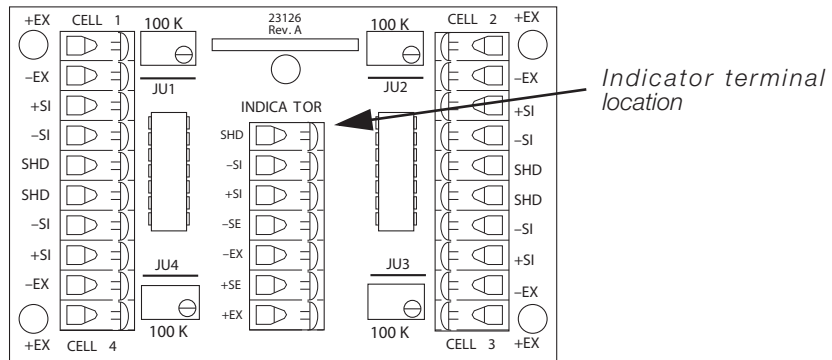 +EX CELL 1 100 K 23126 100 K CELL 2 +EX
Rev. A
–EX JU1 JU2 –EX
Indicator terminal
location
+SI INDICA TOR +SI
–SI SHD –SI
SHD –SI SHD
SHD +SI SHD
–SI –SE –SI
+SI JU4 –EX JU3 +SI
–EX +SE –EX
+EX
100 K 100 K
+EX CELL 4 CELL 3 +EX